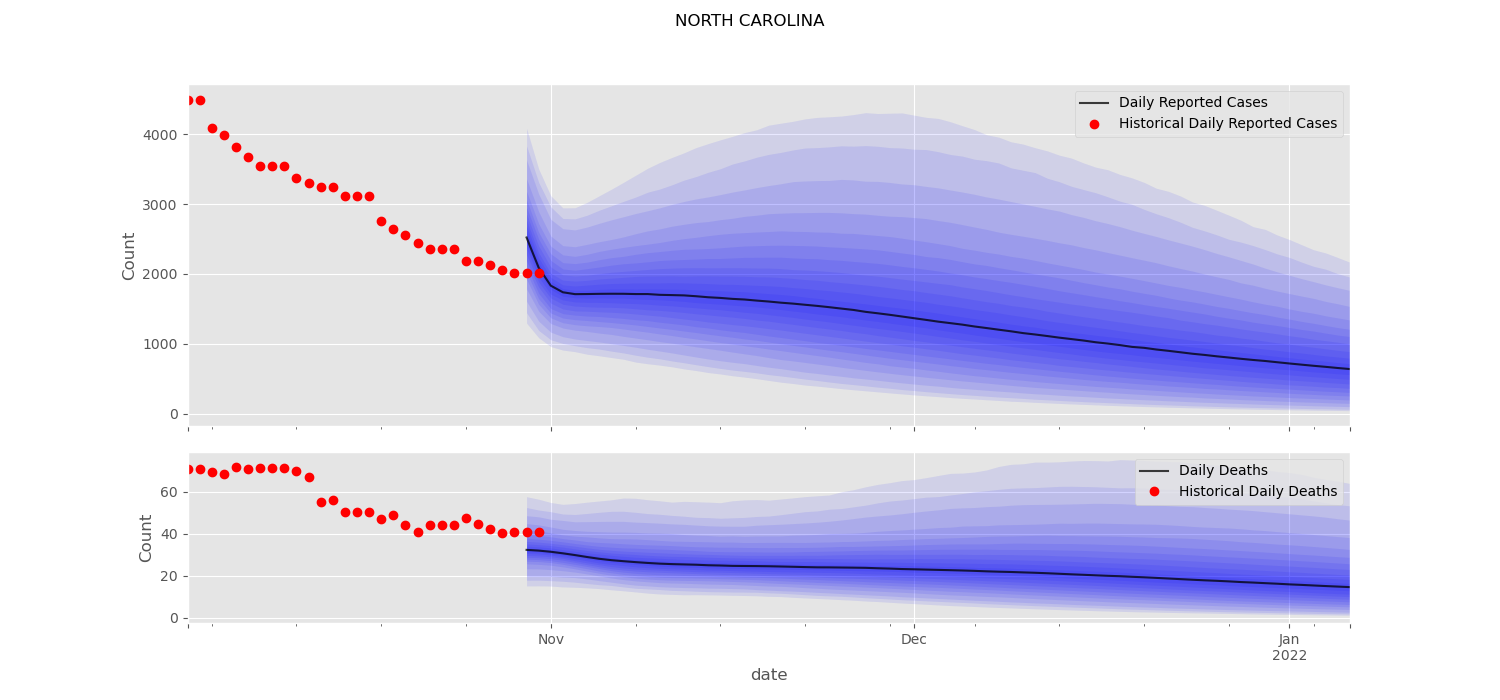 NORTH CAROLINA
Count
4000
3000
2000
1000
0
Daily Reported Cases
Historical Daily Reported Cases
Count
60
40
20
0
Daily Deaths
Historical Daily Deaths
Nov
Dec
Jan
2022
date